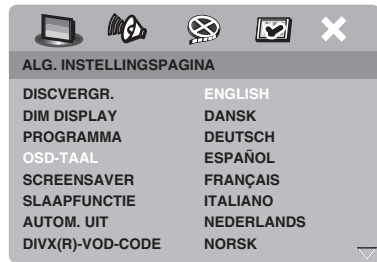 ALG. INSTELLINGSPAGINA
DISCVERGR. ENGLISH
DIM DISPLAY DANSK
PROGRAMMA DEUTSCH
OSD-TAAL ESPAÑOL
SCREENSAVER FRANÇAIS
SLAAPFUNCTIE ITALIANO
AUTOM. UIT NEDERLANDS
DIVX(R)-VOD-CODE NORSK